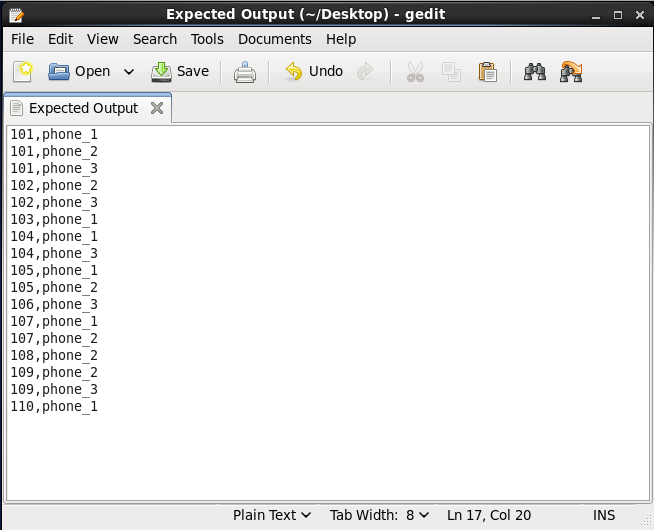 Expected Output (~/Desktop) - gedit
File Edit View Search Tools Documents Help
Open Save Undo
Expected Output
101,phone_1
101,phone_2
101,phone_3
102,phone_2
102,phone_3
103,phone_1
104,phone_1
104,phone_3
105,phone_1
105,phone_2
106,phone_3
107,phone_1
107,phone_2
108,phone_2
109,phone_2
109,phone_3
110,phone_1
Plain Text Tab Width: 8 Ln 17, Col 20 INS